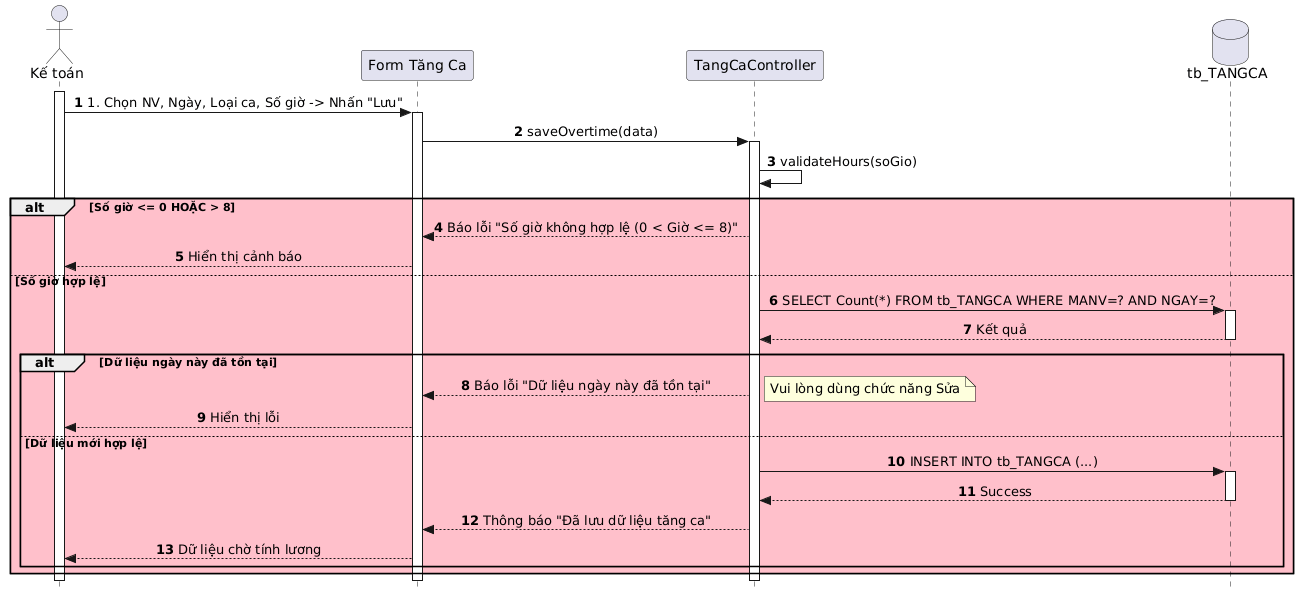 Kế toán
Form Tăng Ca
TangCaController
tb_TANGCA
1 1. Chọn NV, Ngày, Loại ca, Số giờ -> Nhấn "Lưu"
2 saveOvertime(data)
3 validateHours(soGio)
alt [Số giờ <= 0 HOẶC > 8]
4 Báo lỗi "Số giờ không hợp lệ (0 < Giờ <= 8)"
5 Hiển thị cảnh báo
[Số giờ hợp lệ]
6 SELECT Count(*) FROM tb_TANGCA WHERE MANV=? AND NGAY=?
7 Kết quả
alt [Dữ liệu ngày này đã tồn tại]
8 Báo lỗi "Dữ liệu ngày này đã tồn tại"
Vui lòng dùng chức năng Sửa
9 Hiển thị lỗi
[Dữ liệu mới hợp lệ]
10 INSERT INTO tb_TANGCA (...)
11 Success
12 Thông báo "Đã lưu dữ liệu tăng ca"
13 Dữ liệu chờ tính lương